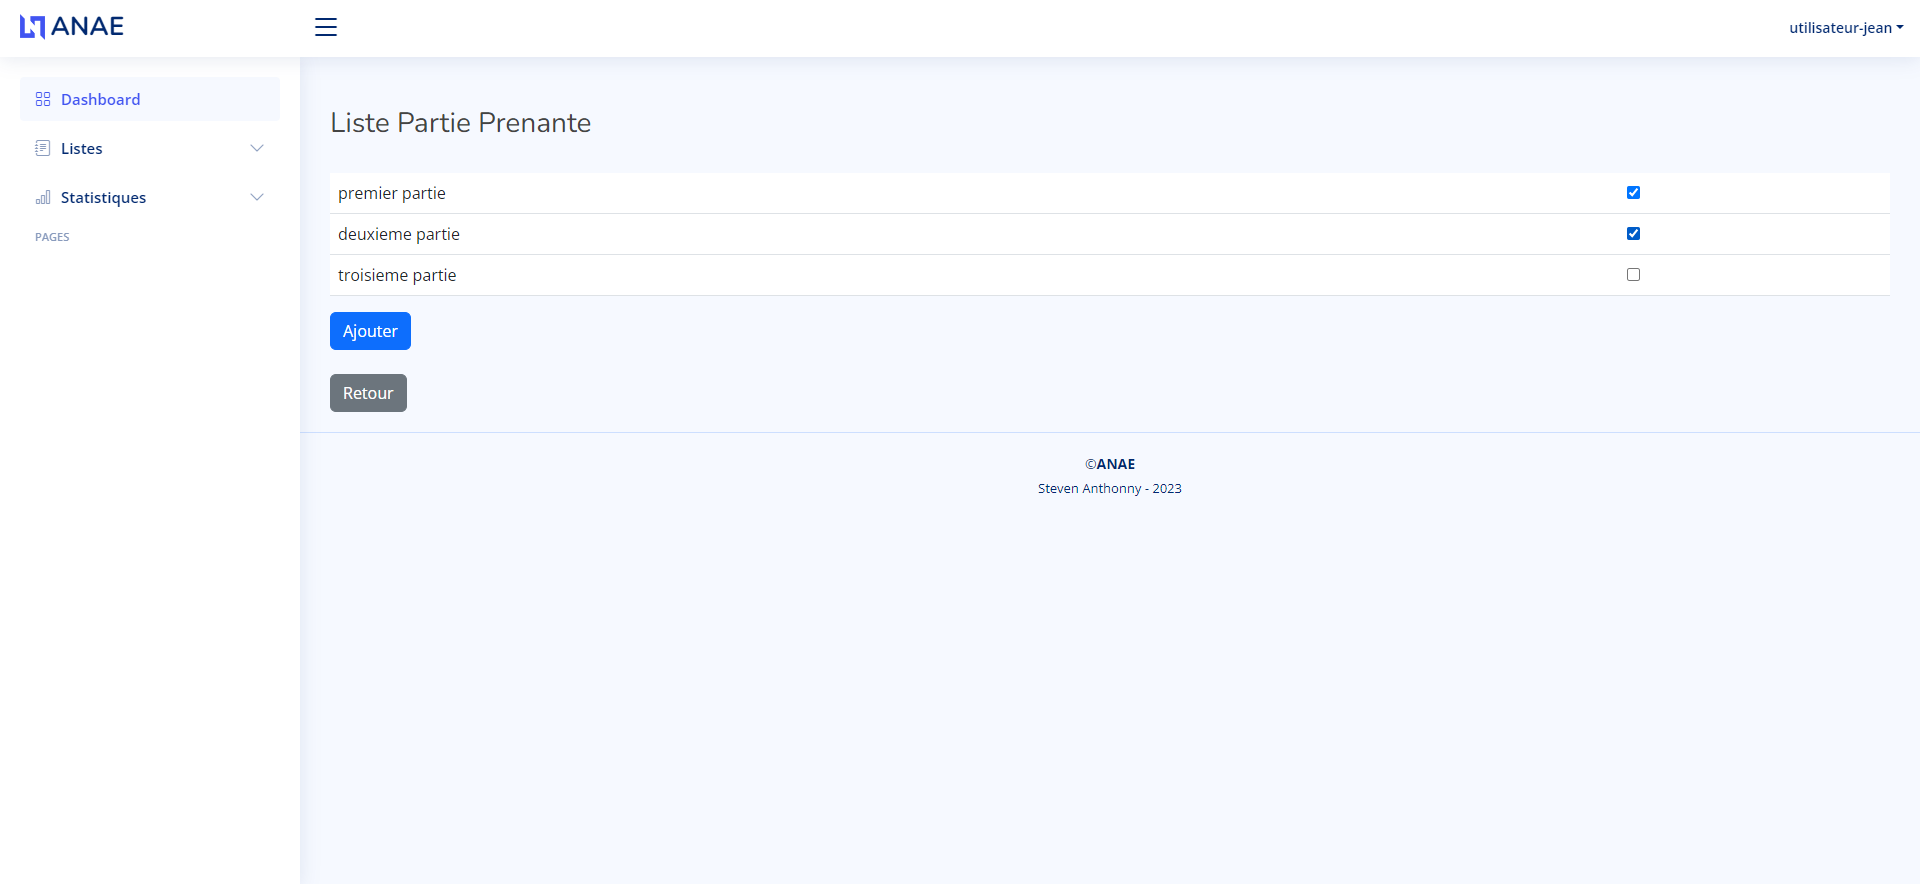 ANAE
utilisateur-jean
Dashboard
Listes
Statistiques
PAGES
Liste Partie Prenante
premier partie
deuxieme partie
troisieme partie
Ajouter
Retour
©ANAE
Steven Anthonny - 2023